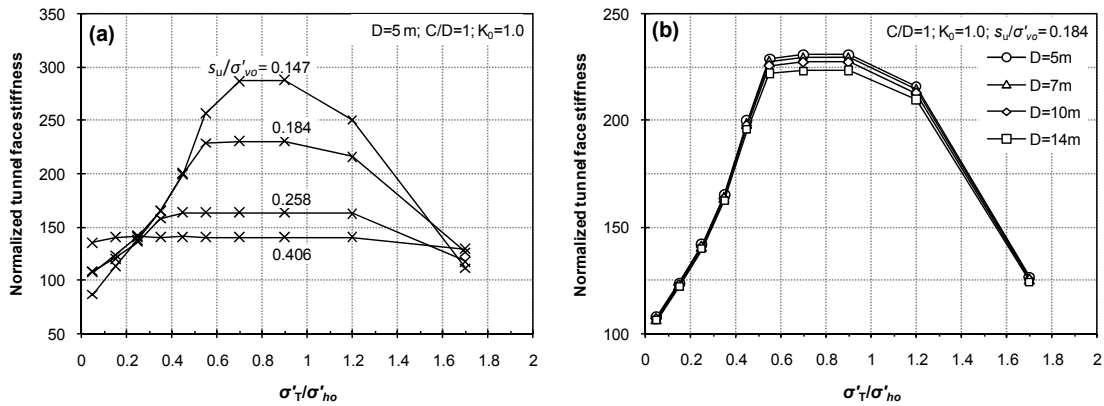 (a)
D=5 m; C/D=1; K₀=1.0
Normalized tunnel face stiffness
350
300
250
200
150
100
50
sᵤ/σ'ᵥₒ = 0.147
0.184
0.258
0.406
0 0.2 0.4 0.6 0.8 1 1.2 1.4 1.6 1.8 2
σ'T/σ'ho
(b)
C/D=1; K₀=1.0; sᵤ/σ'ᵥₒ = 0.184
Normalized tunnel face stiffness
250
200
150
100
D=5m
D=7m
D=10m
D=14m
0 0.2 0.4 0.6 0.8 1 1.2 1.4 1.6 1.8 2
σ'T/σ'ho